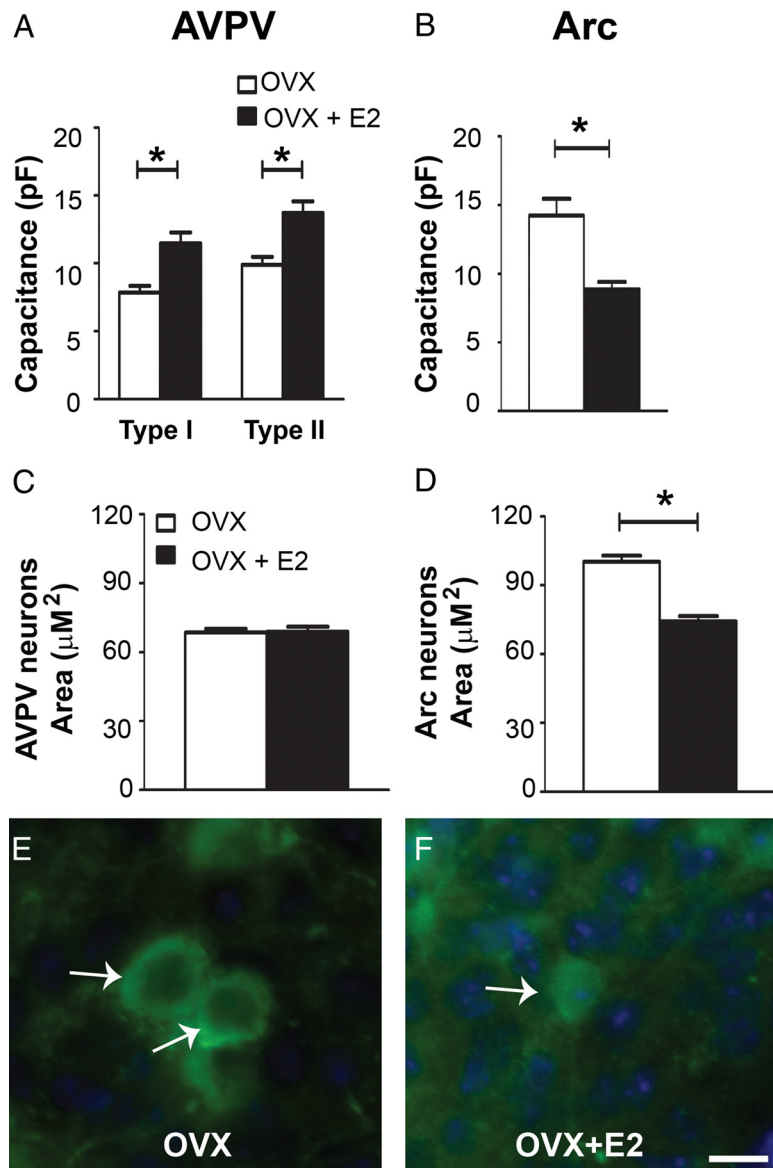 A
AVPV
B
Arc
OVX
OVX + E2
Capacitance (pF)
20
15
10
5
0
*
*
Type I
Type II
Capacitance (pF)
20
15
10
5
0
*
C
AVPV neurons
Area (μM²)
120
90
60
30
0
OVX
OVX + E2
D
Arc neurons
Area (μM²)
120
90
60
30
0
*
E
OVX
F
OVX+E2